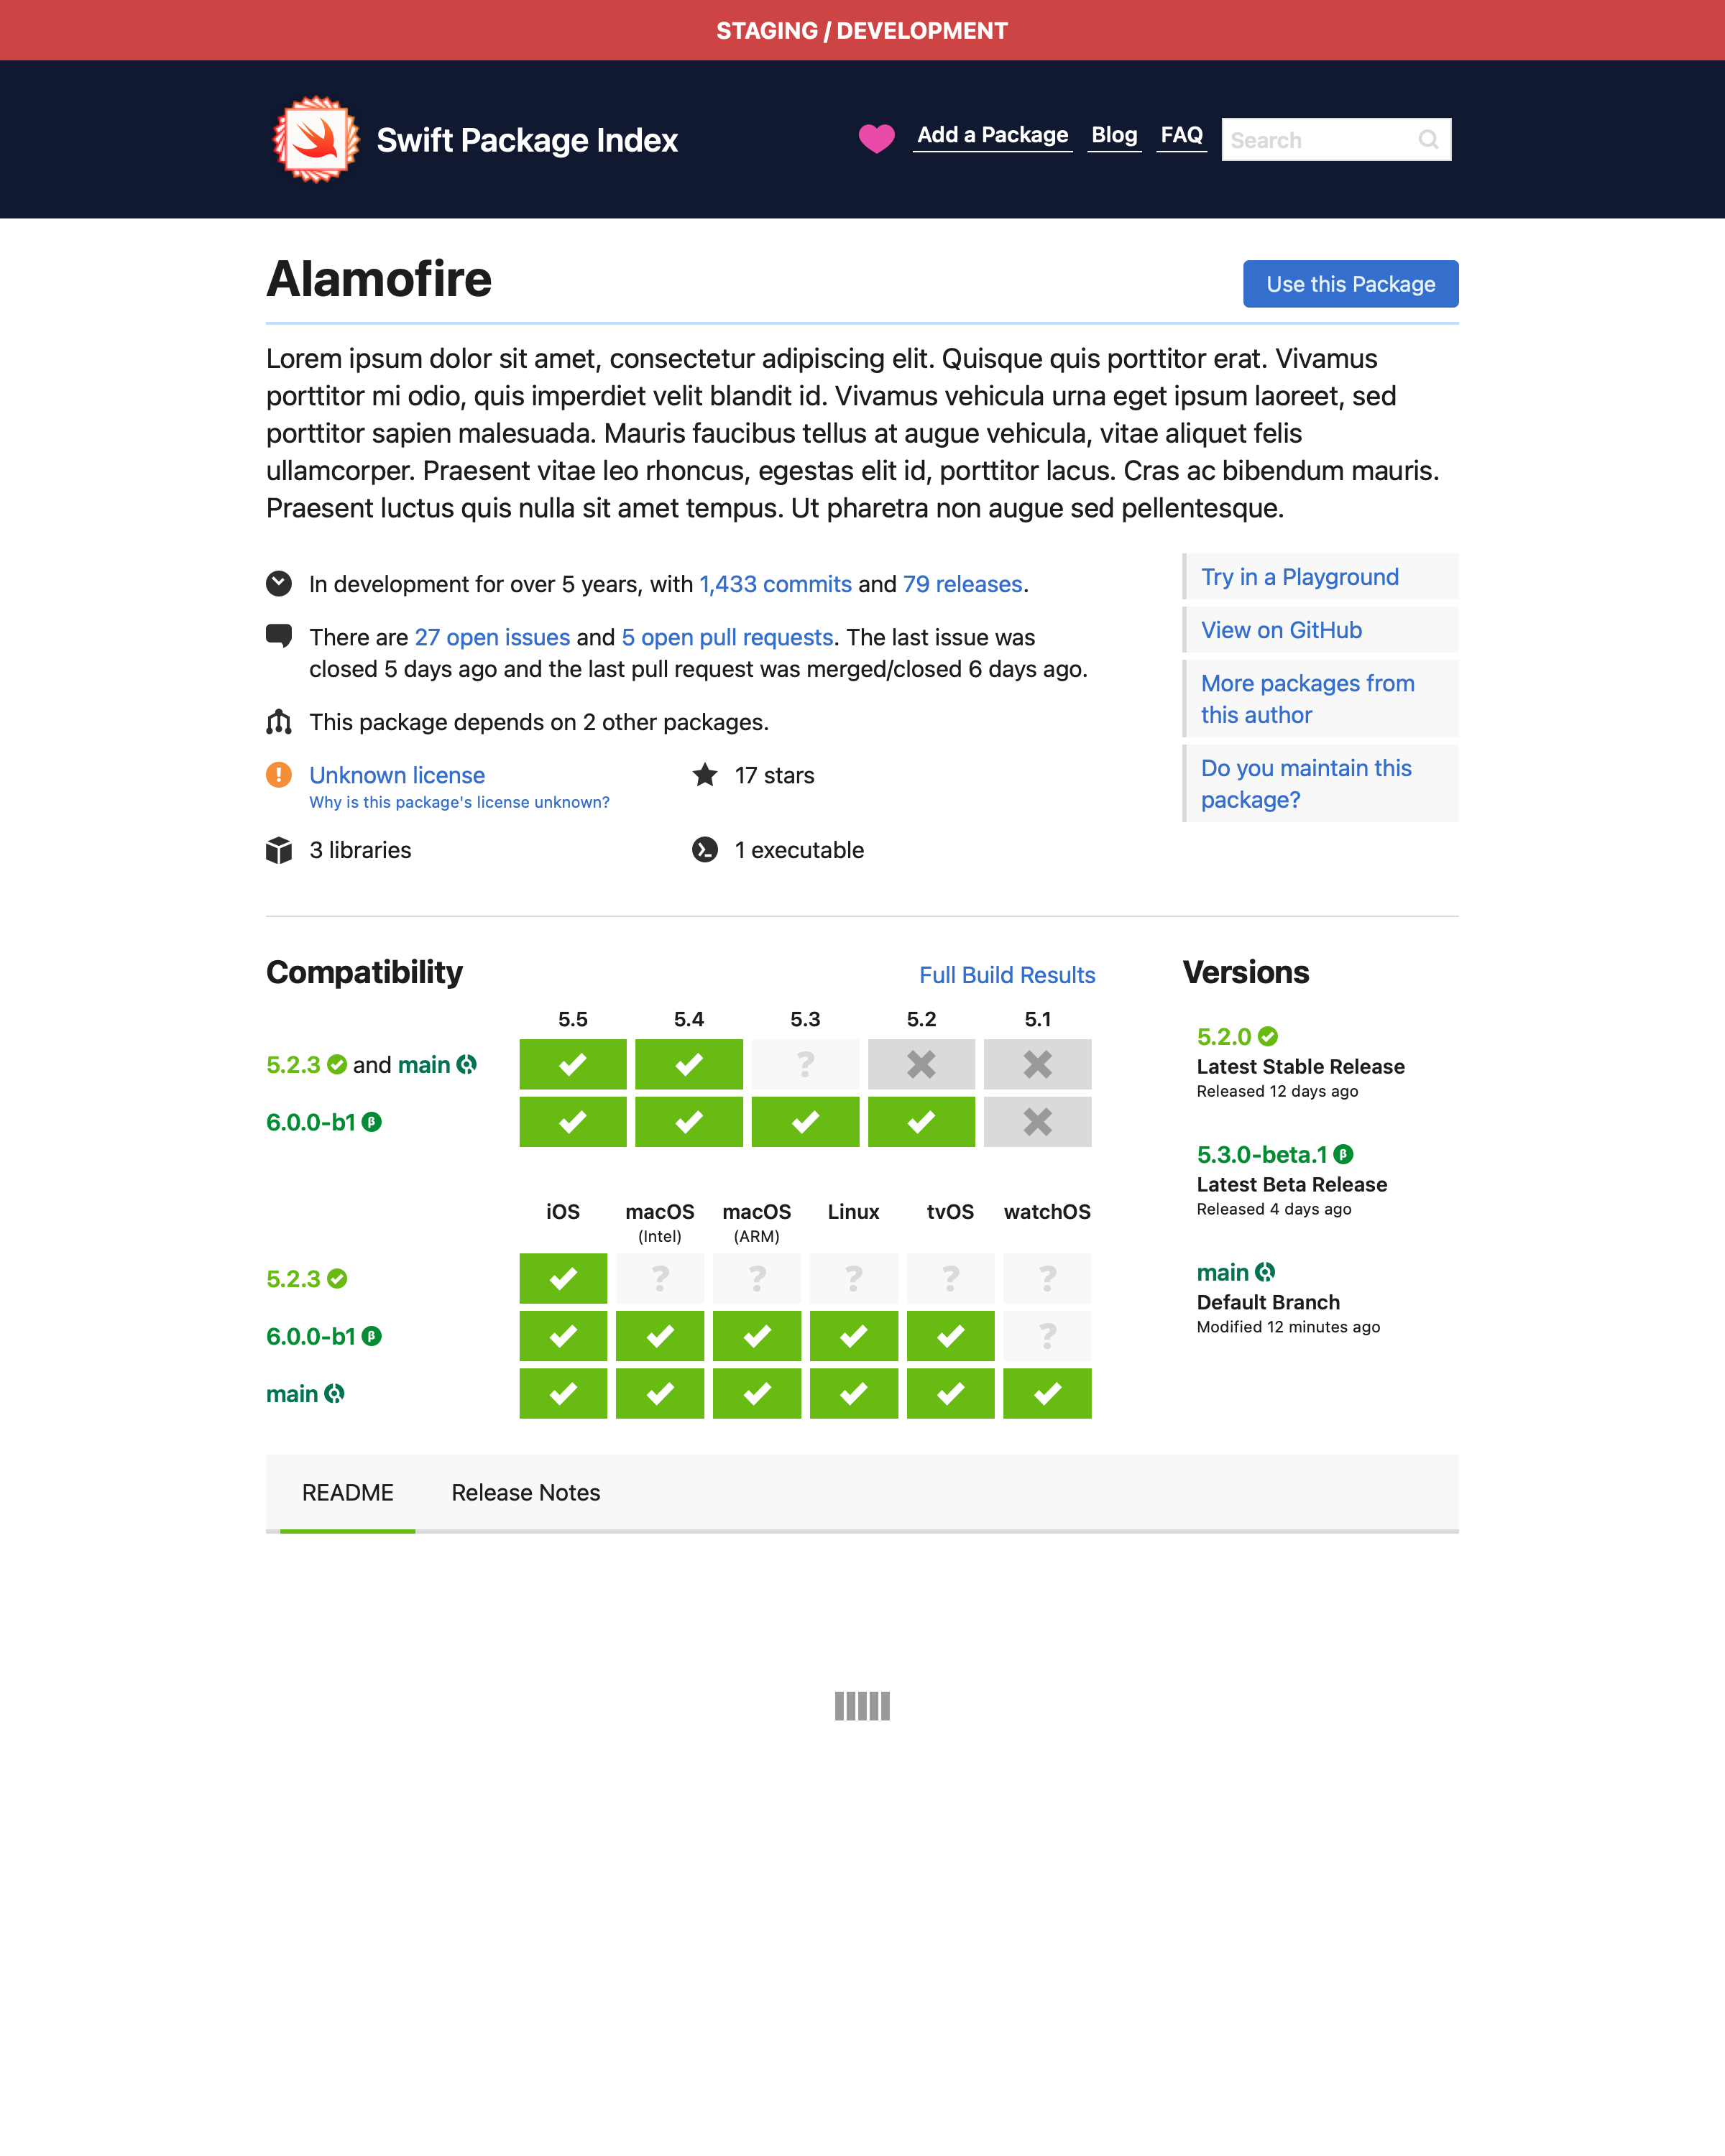 STAGING / DEVELOPMENT
Swift Package Index
Add a Package Blog FAQ Search
Alamofire
Use this Package
Lorem ipsum dolor sit amet, consectetur adipiscing elit. Quisque quis porttitor erat. Vivamus
porttitor mi odio, quis imperdiet velit blandit id. Vivamus vehicula urna eget ipsum laoreet, sed
porttitor sapien malesuada. Mauris faucibus tellus at augue vehicula, vitae aliquet felis
ullamcorper. Praesent vitae leo rhoncus, egestas elit id, porttitor lacus. Cras ac bibendum mauris.
Praesent luctus quis nulla sit amet tempus. Ut pharetra non augue sed pellentesque.
In development for over 5 years, with 1,433 commits and 79 releases.
There are 27 open issues and 5 open pull requests. The last issue was
closed 5 days ago and the last pull request was merged/closed 6 days ago.
This package depends on 2 other packages.
Unknown license
Why is this package's license unknown?
17 stars
3 libraries
1 executable
Try in a Playground
View on GitHub
More packages from
this author
Do you maintain this
package?
Compatibility
Full Build Results
5.5 5.4 5.3 5.2 5.1
5.2.3 and main ?
6.0.0-b1 β
iOS macOS macOS Linux tvOS watchOS
(Intel) (ARM)
5.2.3 ? ? ? ? ?
6.0.0-b1 β ?
main
Versions
5.2.0
Latest Stable Release
Released 12 days ago
5.3.0-beta.1 β
Latest Beta Release
Released 4 days ago
main
Default Branch
Modified 12 minutes ago
README Release Notes